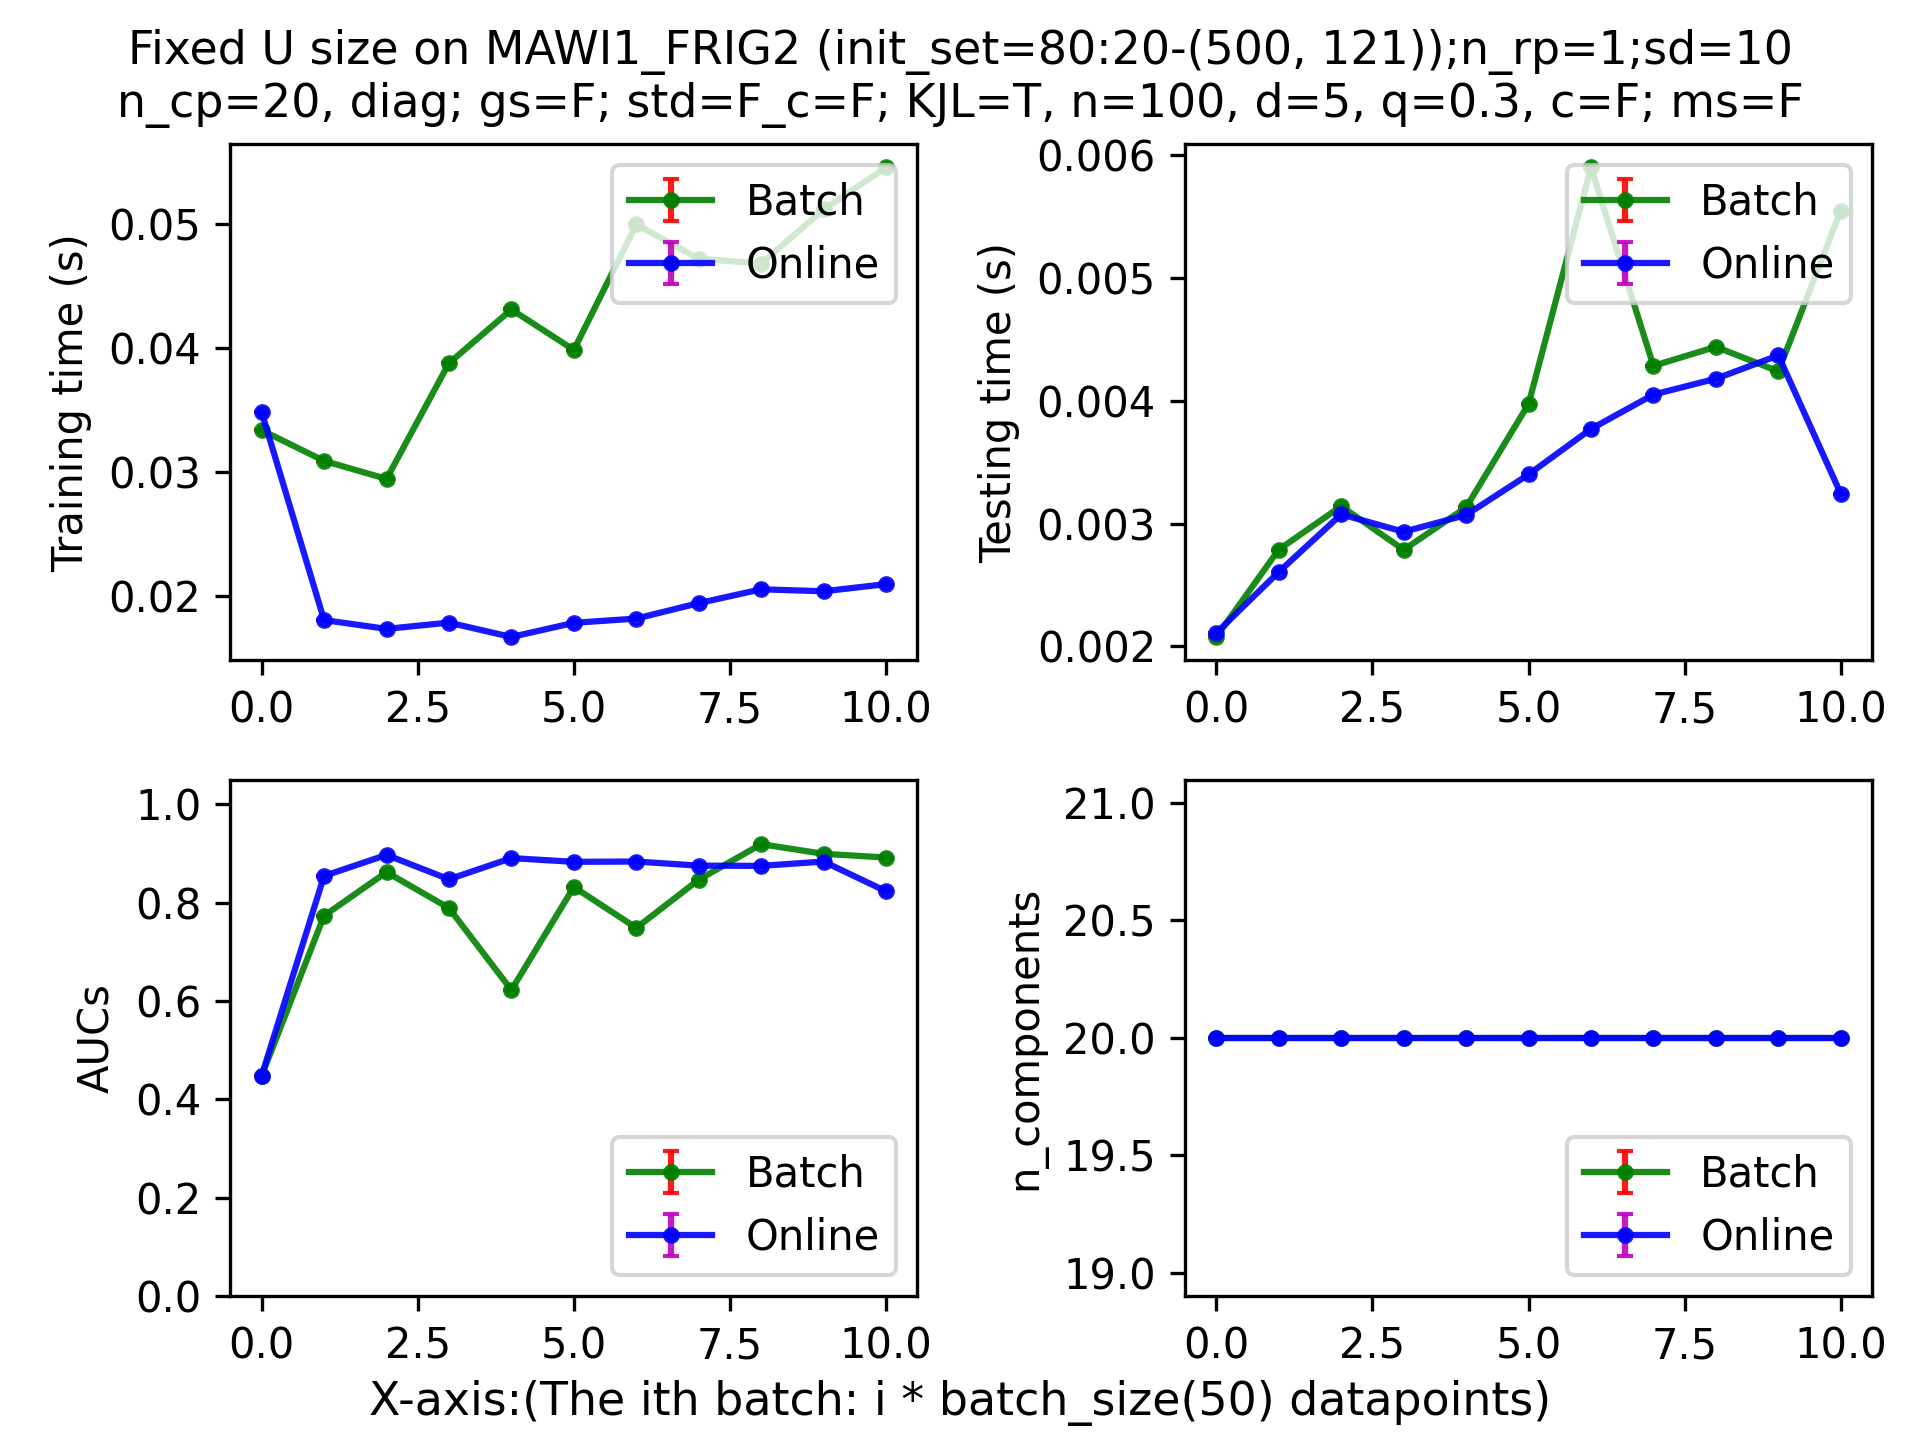 Fixed U size on MAWI1_FRIG2 (init_set=80:20-(500, 121));n_rp=1;sd=10
n_cp=20, diag; gs=F; std=F_c=F; KJL=T, n=100, d=5, q=0.3, c=F; ms=F
Training time (s)
0.05
0.04
0.03
0.02
0.0 2.5 5.0 7.5 10.0
Batch
Online
Testing time (s)
0.006
0.005
0.004
0.003
0.002
0.0 2.5 5.0 7.5 10.0
Batch
Online
AUCs
1.0
0.8
0.6
0.4
0.2
0.0
0.0 2.5 5.0 7.5 10.0
Batch
Online
n_components
21.0
20.5
20.0
19.5
19.0
0.0 2.5 5.0 7.5 10.0
Batch
Online
X-axis:(The ith batch: i * batch_size(50) datapoints)